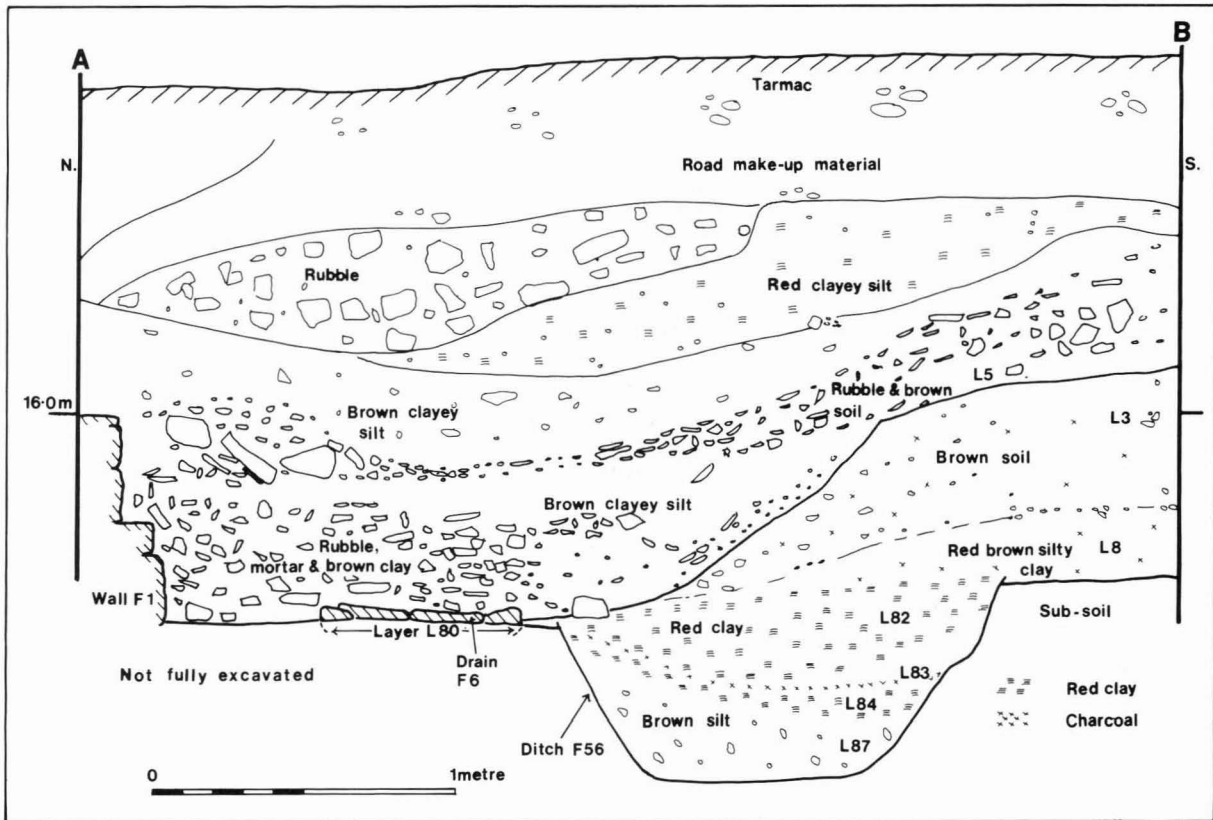 A
B
Tarmac
N.
S.
Road make-up material
Rubble
Red clayey silt
L5
Rubble & brown
soil
16·0m
Brown clayey
silt
L3
Brown soil
Brown clayey silt
Rubble,
mortar & brown clay
Red brown silty
clay
L8
Wall F1
Sub-soil
L82
Red clay
Layer L80
Drain
F6
Not fully excavated
L83
L84
Red clay
Brown silt
Charcoal
L87
Ditch F56
0
1metre